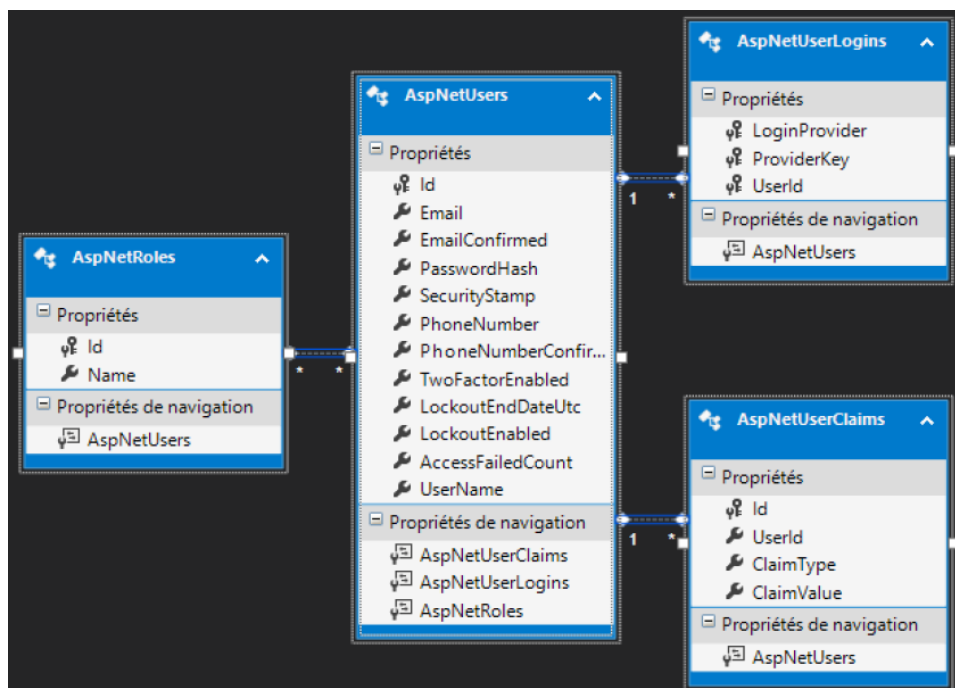 AspNetRoles
Propriétés
Id
Name
Propriétés de navigation
AspNetUsers
* *
AspNetUsers
Propriétés
Id
Email
EmailConfirmed
PasswordHash
SecurityStamp
PhoneNumber
PhoneNumberConfir...
TwoFactorEnabled
LockoutEndDateUtc
LockoutEnabled
AccessFailedCount
UserName
Propriétés de navigation
AspNetUserClaims
AspNetUserLogins
AspNetRoles
1 *
AspNetUserLogins
Propriétés
LoginProvider
ProviderKey
UserId
Propriétés de navigation
AspNetUsers
1 *
AspNetUserClaims
Propriétés
Id
UserId
ClaimType
ClaimValue
Propriétés de navigation
AspNetUsers